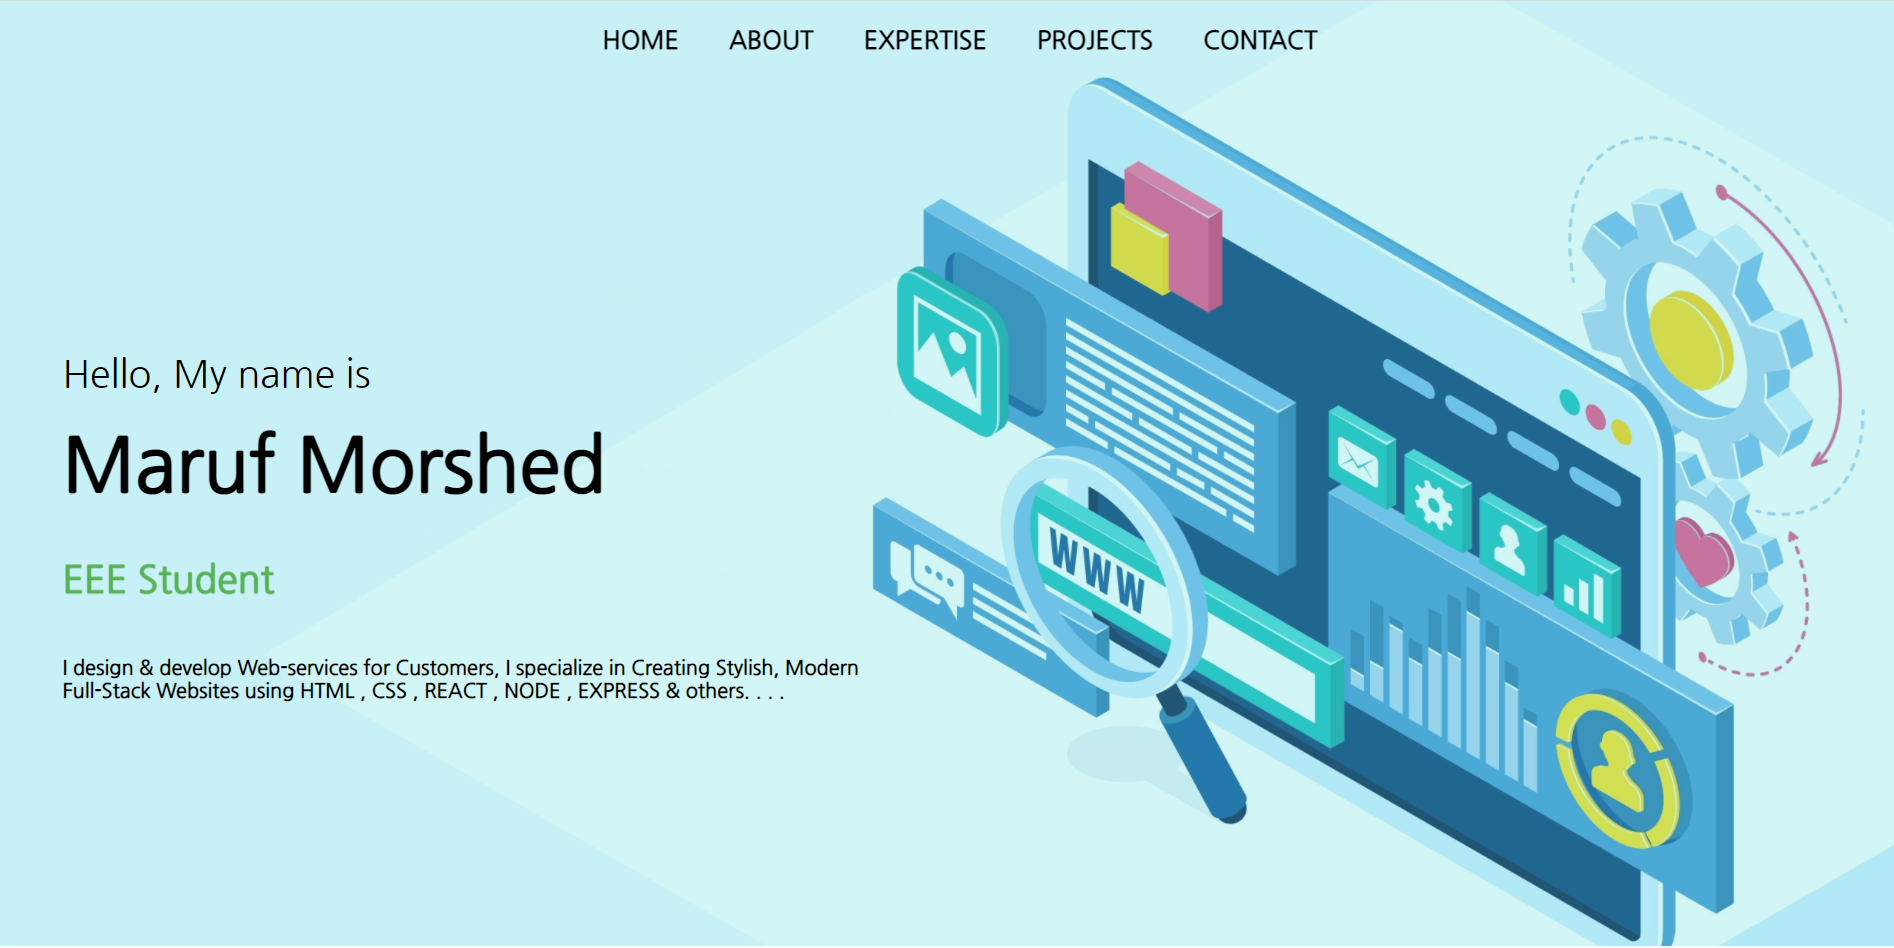 HOME ABOUT EXPERTISE PROJECTS CONTACT
Hello, My name is
Maruf Morshed
EEE Student
I design & develop Web-services for Customers, I specialize in Creating Stylish, Modern
Full-Stack Websites using HTML , CSS , REACT , NODE , EXPRESS & others. . . .
WWW